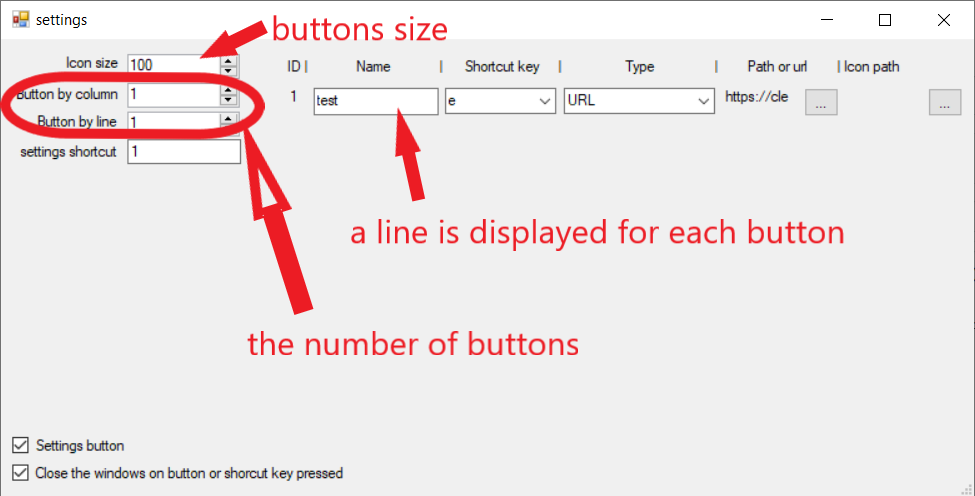 settings
buttons size
Icon size 100
ID | Name | Shortcut key | Type | Path or url | Icon path
Button by column 1
1 test e URL https://cle ... ...
Button by line 1
settings shortcut 1
a line is displayed for each button
the number of buttons
Settings button
Close the windows on button or shorcut key pressed